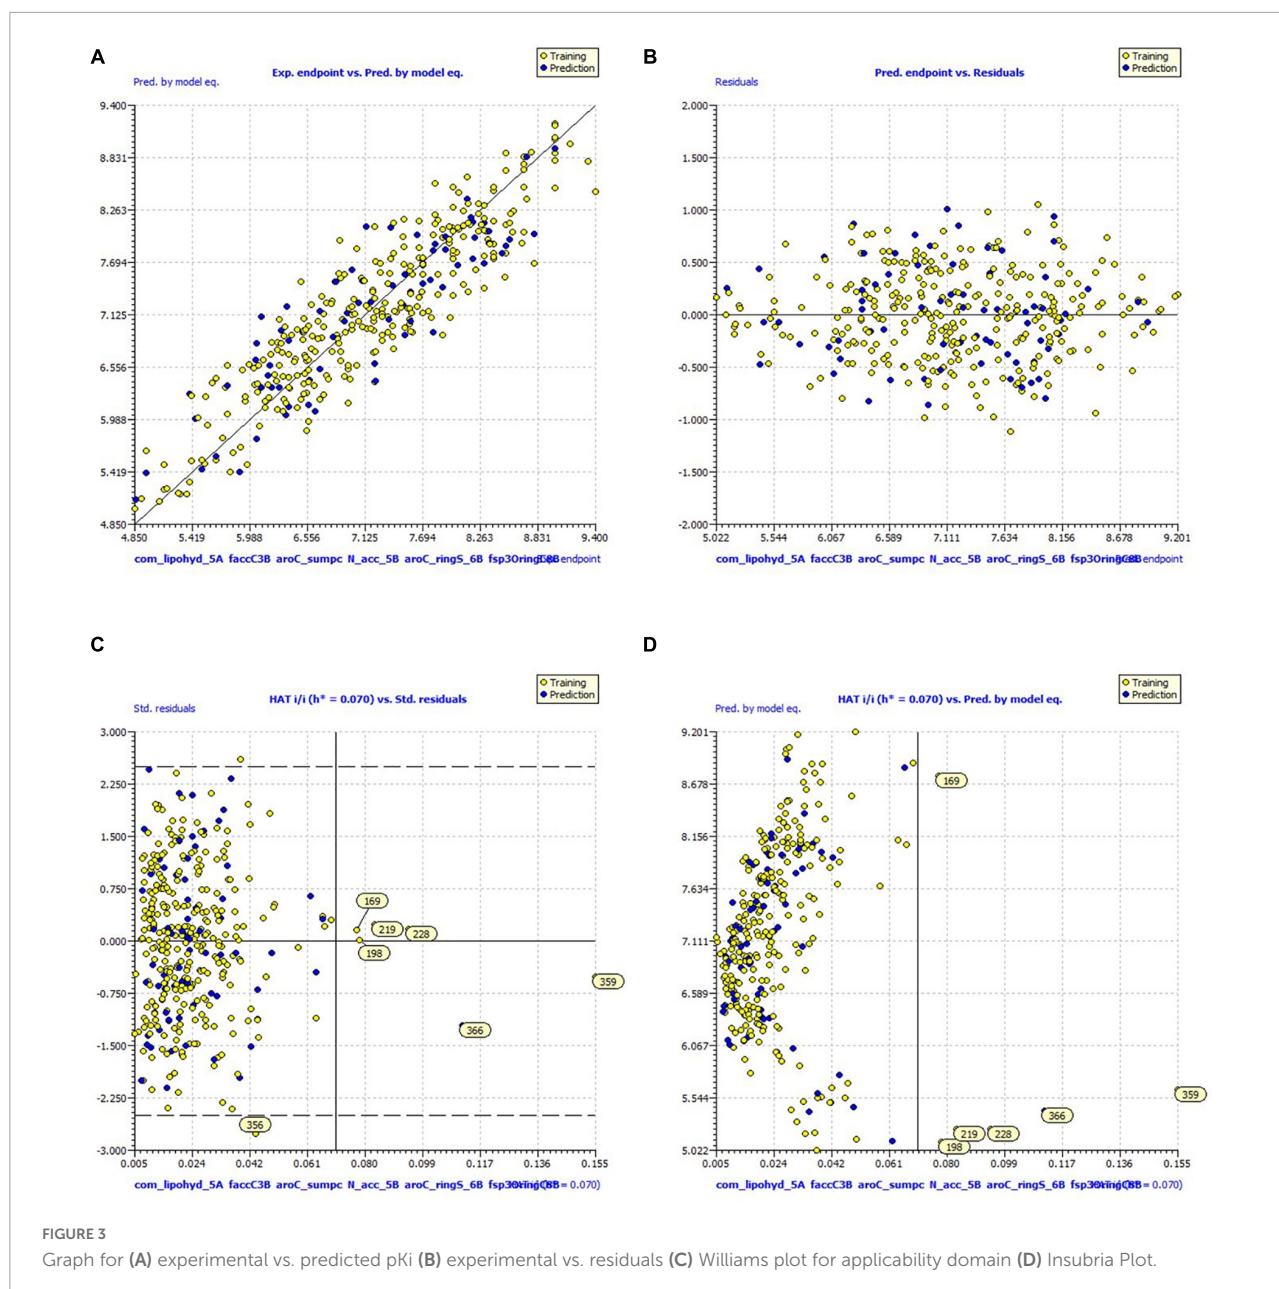 A
B
Training
Prediction
Exp. endpoint vs. Pred. by model eq.
Pred. by model eq.
9.400
8.831
8.263
7.694
7.125
6.556
5.988
5.419
4.850
4.850 5.419 5.988 6.556 7.125 7.694 8.263 8.831 9.400
com_lipohyd_5A faccC3B aroC_sumpc N_acc_5B aroC_ringS_6B endpoint
Training
Prediction
Pred. endpoint vs. Residuals
Residuals
2.000
1.500
1.000
0.500
0.000
-0.500
-1.000
-1.500
-2.000
5.022 5.544 6.067 6.589 7.111 7.634 8.156 8.678 9.201
com_lipohyd_5A faccC3B aroC_sumpc N_acc_5B aroC_ringS_6B endpoint
C
D
Training
Prediction
HAT i/i (h* = 0.070) vs. Std. residuals
Std. residuals
3.000
2.250
1.500
0.750
0.000
-0.750
-1.500
-2.250
-3.000
169
219
228
198
359
366
356
0.005 0.024 0.042 0.061 0.080 0.099 0.117 0.136 0.155
com_lipohyd_5A faccC3B aroC_sumpc N_acc_5B aroC_ringS_6B = 0.070)
Training
Prediction
HAT i/i (h* = 0.070) vs. Pred. by model eq.
Pred. by model eq.
9.201
8.678
8.156
7.634
7.111
6.589
6.067
5.544
5.022
169
359
366
219
228
198
0.005 0.024 0.042 0.061 0.080 0.099 0.117 0.136 0.155
com_lipohyd_5A faccC3B aroC_sumpc N_acc_5B aroC_ringS_6B = 0.070)
FIGURE 3
Graph for (A) experimental vs. predicted pKi (B) experimental vs. residuals (C) Williams plot for applicability domain (D) Insubria Plot.